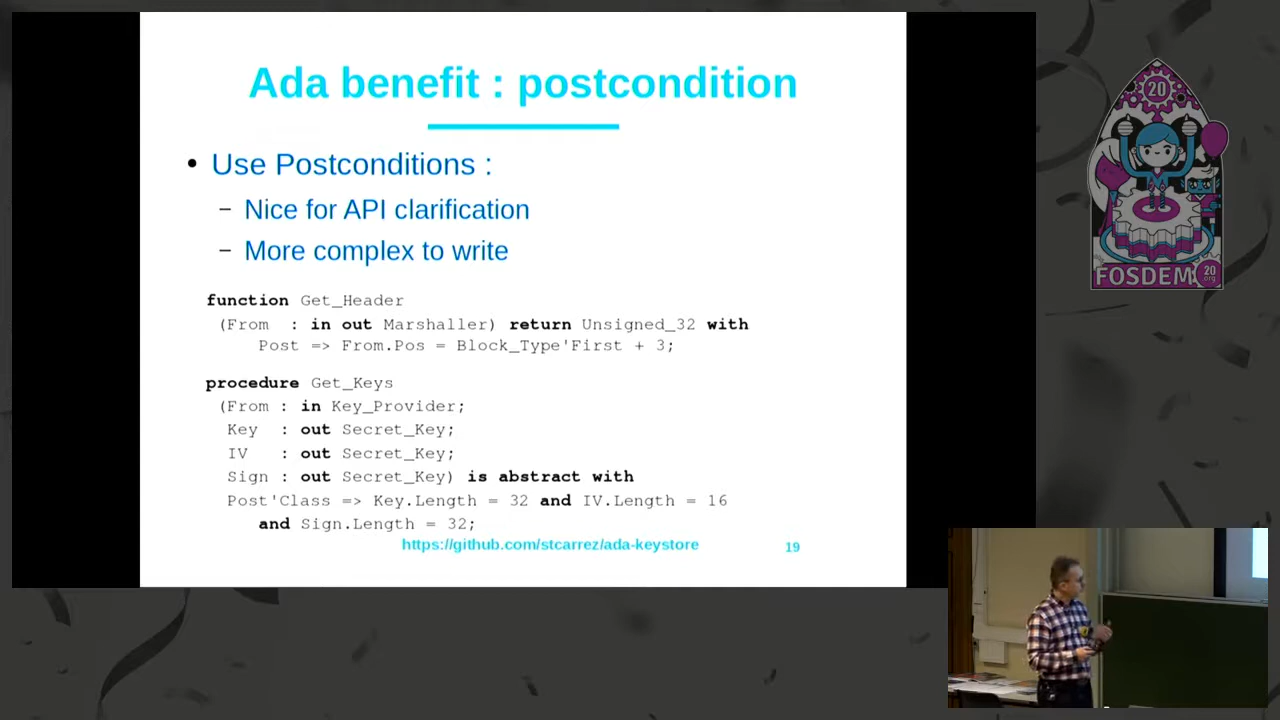 Ada benefit : postcondition
• Use Postconditions :
– Nice for API clarification
– More complex to write
function Get_Header
(From : in out Marshaller) return Unsigned_32 with
Post => From.Pos = Block_Type'First + 3;
procedure Get_Keys
(From : in Key_Provider;
Key : out Secret_Key;
IV : out Secret_Key;
Sign : out Secret_Key) is abstract with
Post'Class => Key.Length = 32 and IV.Length = 16
and Sign.Length = 32;
https://github.com/stcarrez/ada-keystore
19
20
FOSDEM
20
org